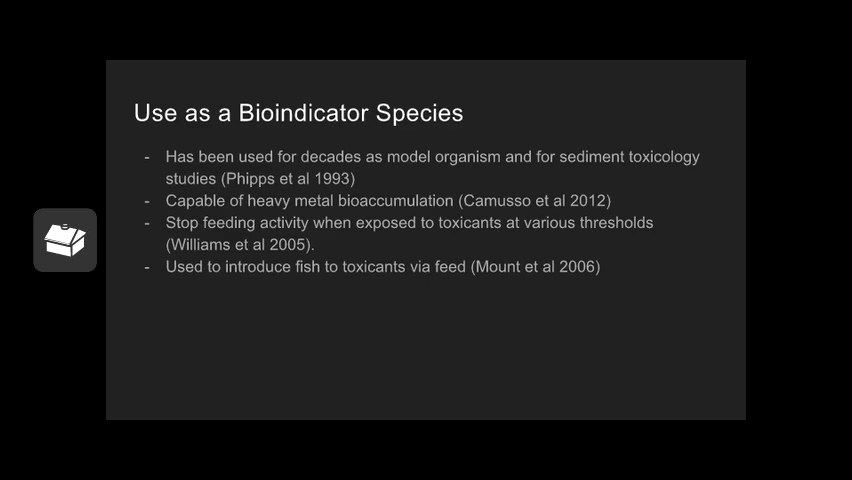 Use as a Bioindicator Species
- Has been used for decades as model organism and for sediment toxicology
studies (Phipps et al 1993)
- Capable of heavy metal bioaccumulation (Camusso et al 2012)
- Stop feeding activity when exposed to toxicants at various thresholds
(Williams et al 2005).
- Used to introduce fish to toxicants via feed (Mount et al 2006)